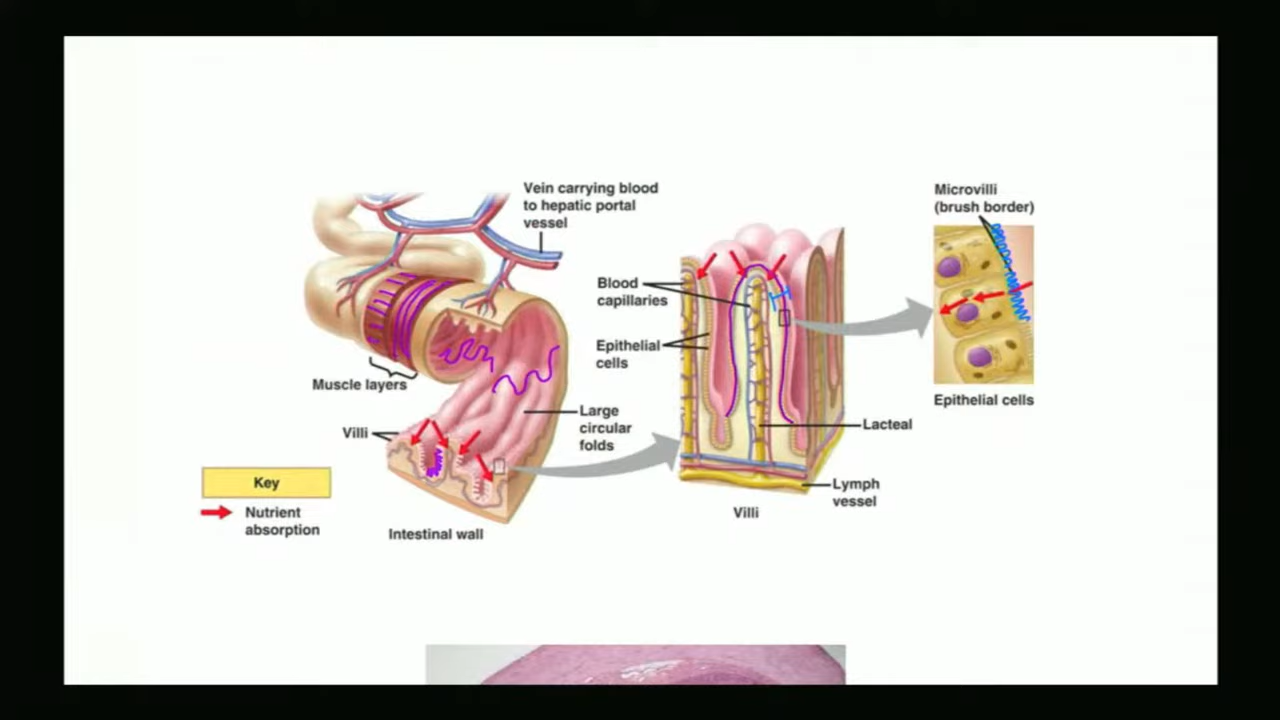 Vein carrying blood
to hepatic portal
vessel
Microvilli
(brush border)
Blood
capillaries
Epithelial
cells
Muscle layers
Epithelial cells
Large
circular
folds
Villi
Lacteal
Key
Nutrient
absorption
Lymph
vessel
Villi
Intestinal wall